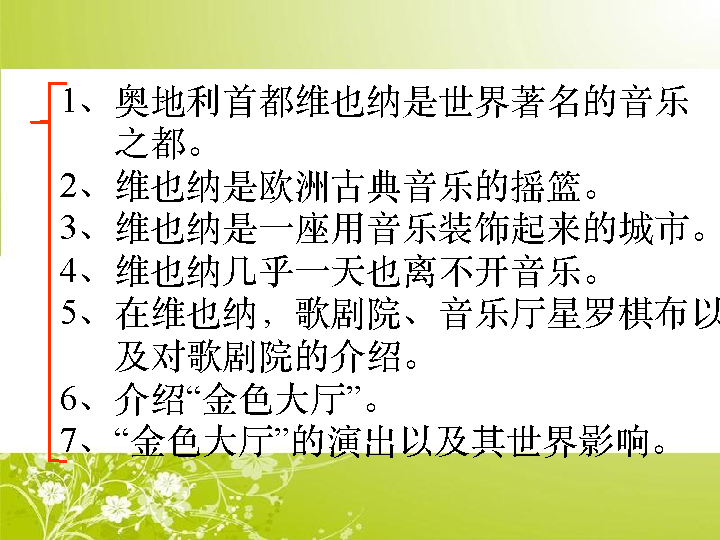 1、奥地利首都维也纳是世界著名的音乐
之都。
2、维也纳是欧洲古典音乐的摇篮。
3、维也纳是一座用音乐装饰起来的城市。
4、维也纳几乎一天也离不开音乐。
5、在维也纳，歌剧院、音乐厅星罗棋布以
及对歌剧院的介绍。
6、介绍“金色大厅”。
7、“金色大厅”的演出以及其世界影响。